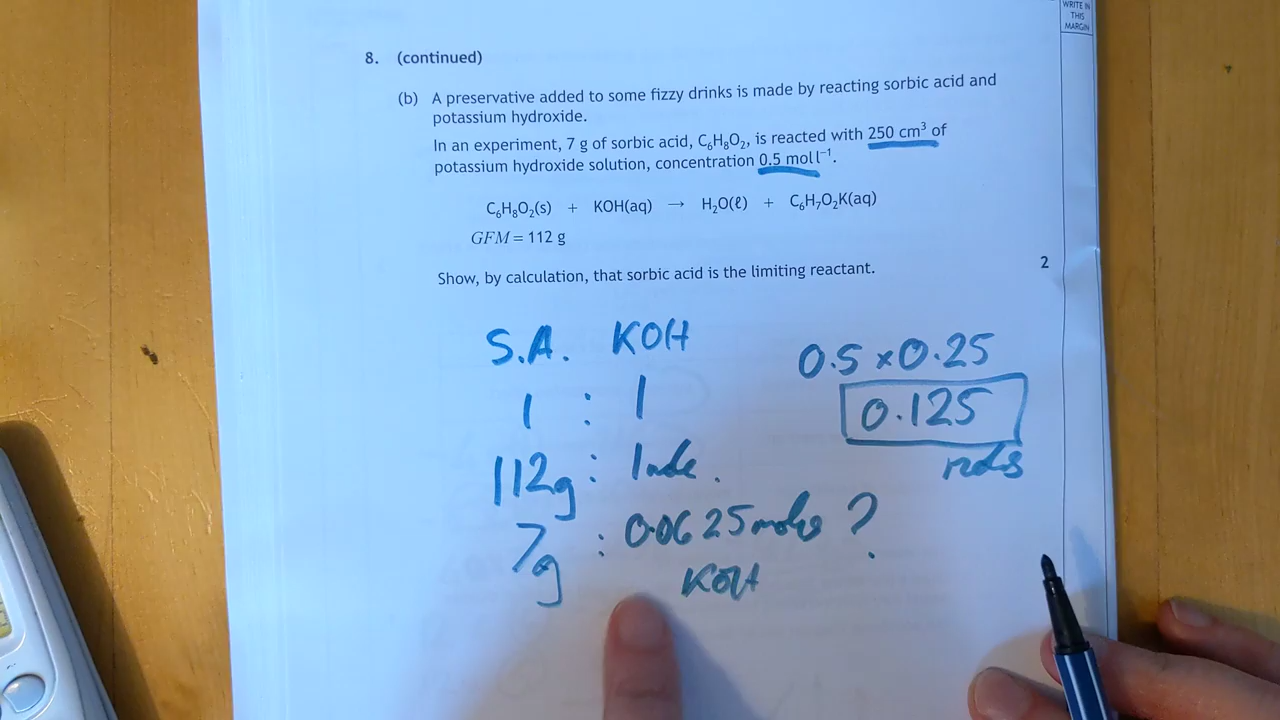 WRITE IN
THIS
MARGIN
8. (continued)
(b) A preservative added to some fizzy drinks is made by reacting sorbic acid and
potassium hydroxide.
In an experiment, 7 g of sorbic acid, C₆H₈O₂, is reacted with 250 cm³ of
potassium hydroxide solution, concentration 0.5 mol l⁻¹.
C₆H₈O₂(s) + KOH(aq) → H₂O(ℓ) + C₆H₇O₂K(aq)
GFM = 112 g
Show, by calculation, that sorbic acid is the limiting reactant.
2
S.A. KOH
1 : 1
112g : 1mole.
7g : 0.0625 moles ?
KOH
0.5 × 0.25
0.125
mols